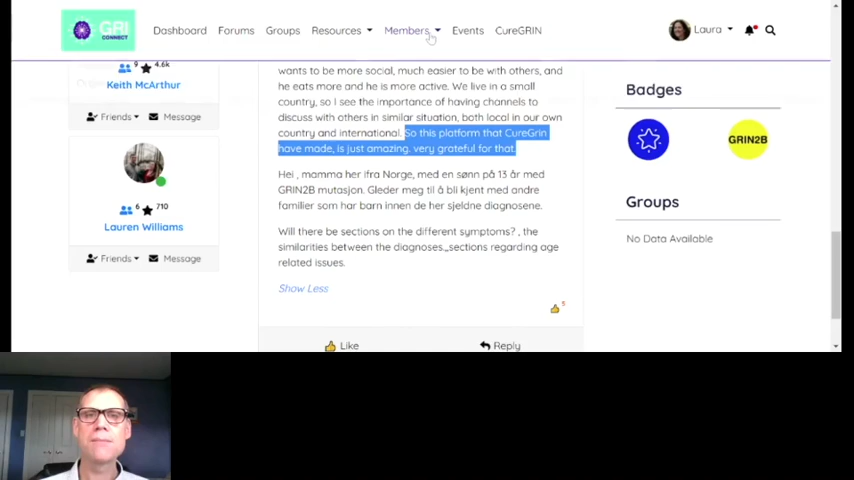 GRI
CONNECT
Dashboard Forums Groups Resources Members Events CureGRIN
Laura
9 4.6k
Keith McArthur
Friends Message
6 710
Lauren Williams
Friends Message
wants to be more social, much easier to be with others, and
he eats more and he is more active. We live in a small
country, so I see the importance of having channels to
discuss with others in similar situation, both local in our own
country and international. So this platform that CureGrin
have made, is just amazing. very grateful for that.
Hei , mamma her ifra Norge, med en sønn på 13 år med
GRIN2B mutasjon. Gleder meg til å bli kjent med andre
familier som har barn innen de her sjeldne diagnosene.
Will there be sections on the different symptoms? , the
similarities between the diagnoses.,,sections regarding age
related issues.
Show Less
5
Like Reply
Badges
GRIN2B
Groups
No Data Available